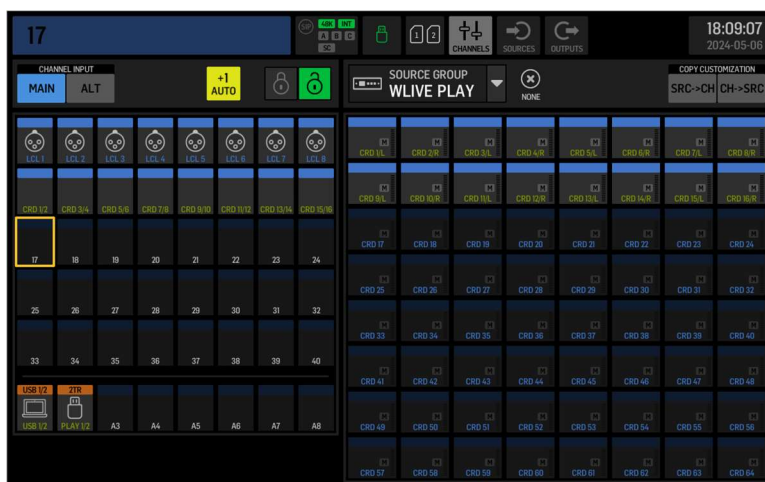 17
SIP 48K INT
A B C
SC
1 2
CHANNELS SOURCES OUTPUTS
18:09:07
2024-05-06
CHANNEL INPUT
MAIN ALT
+1
AUTO
SOURCE GROUP
WLIVE PLAY
NONE
COPY CUSTOMIZATION
SRC->CH CH->SRC
LCL 1 LCL 2 LCL 3 LCL 4 LCL 5 LCL 6 LCL 7 LCL 8
CRD 1/2 CRD 3/4 CRD 5/6 CRD 7/8 CRD 9/10 CRD 11/12 CRD 13/14 CRD 15/16
17 18 19 20 21 22 23 24
25 26 27 28 29 30 31 32
33 34 35 36 37 38 39 40
USB 1/2 2TR
USB 1/2 PLAY 1/2 A3 A4 A5 A6 A7 A8
M M M M M M M M
CRD 1/L CRD 2/R CRD 3/L CRD 4/R CRD 5/L CRD 6/R CRD 7/L CRD 8/R
M M M M M M M M
CRD 9/L CRD 10/R CRD 11/L CRD 12/R CRD 13/L CRD 14/R CRD 15/L CRD 16/R
M M M M M M M M
CRD 17 CRD 18 CRD 19 CRD 20 CRD 21 CRD 22 CRD 23 CRD 24
M M M M M M M M
CRD 25 CRD 26 CRD 27 CRD 28 CRD 29 CRD 30 CRD 31 CRD 32
M M M M M M M M
CRD 33 CRD 34 CRD 35 CRD 36 CRD 37 CRD 38 CRD 39 CRD 40
M M M M M M M M
CRD 41 CRD 42 CRD 43 CRD 44 CRD 45 CRD 46 CRD 47 CRD 48
M M M M M M M M
CRD 49 CRD 50 CRD 51 CRD 52 CRD 53 CRD 54 CRD 55 CRD 56
M M M M M M M M
CRD 57 CRD 58 CRD 59 CRD 60 CRD 61 CRD 62 CRD 63 CRD 64